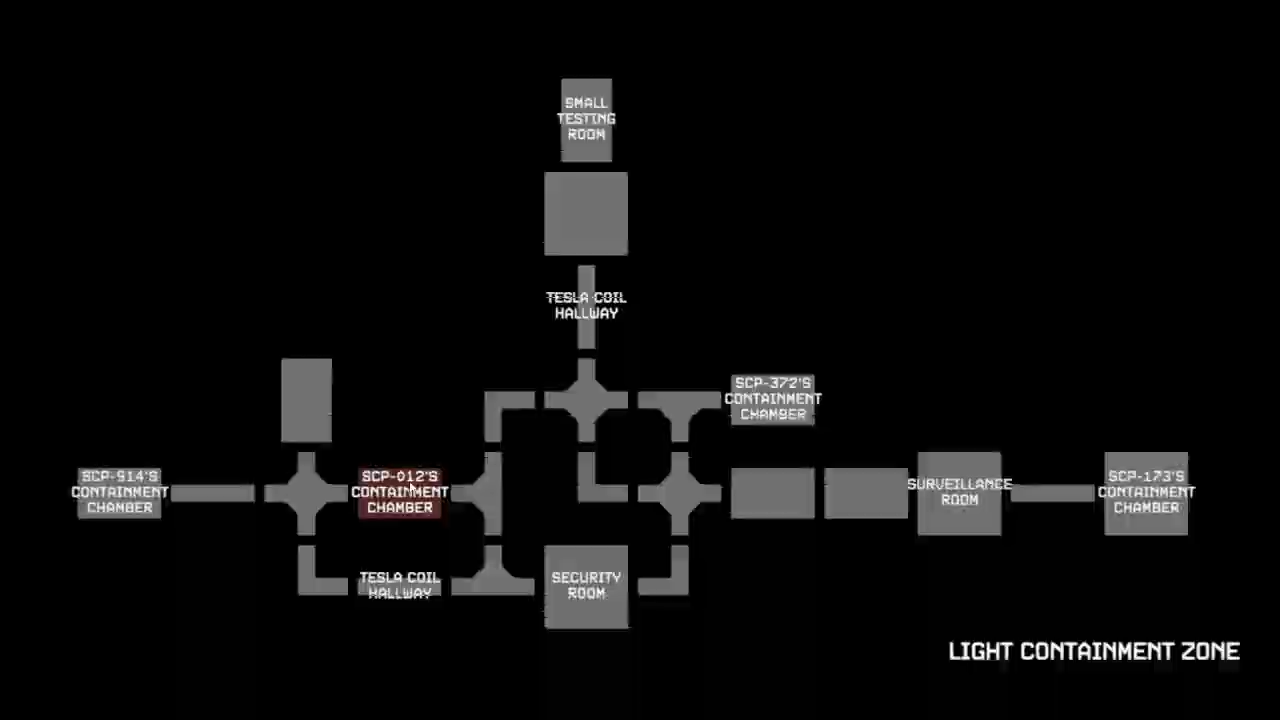 SMALL
TESTING
ROOM
TESLA COIL
HALLWAY
SCP-372'S
CONTAINMENT
CHAMBER
SCP-914'S
CONTAINMENT
CHAMBER
SCP-012'S
CONTAINMENT
CHAMBER
SURVEILLANCE
ROOM
SCP-173'S
CONTAINMENT
CHAMBER
TESLA COIL
HALLWAY
SECURITY
ROOM
LIGHT CONTAINMENT ZONE